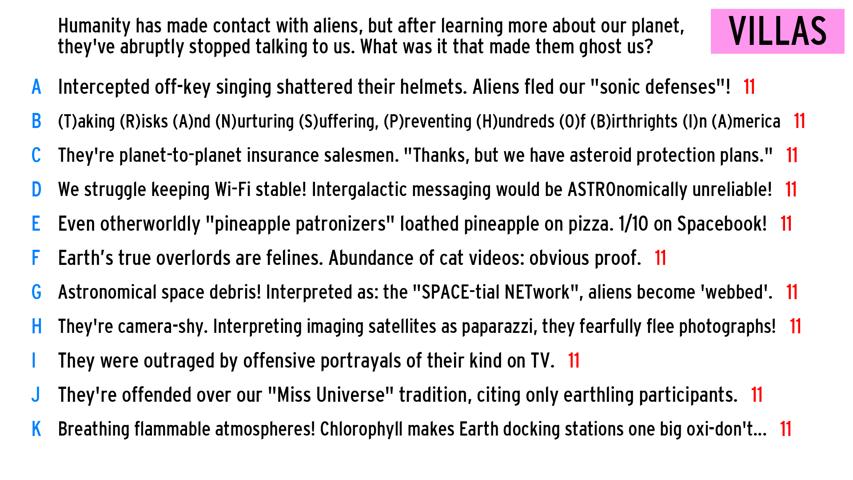 Humanity has made contact with aliens, but after learning more about our planet,
they've abruptly stopped talking to us. What was it that made them ghost us?
VILLAS
A Intercepted off-key singing shattered their helmets. Aliens fled our "sonic defenses"! 11
B (T)aking (R)isks (A)nd (N)urturing (S)uffering, (P)reventing (H)undreds (O)f (B)irthrights (I)n (A)merica 11
C They're planet-to-planet insurance salesmen. "Thanks, but we have asteroid protection plans." 11
D We struggle keeping Wi-Fi stable! Intergalactic messaging would be ASTROnomically unreliable! 11
E Even otherworldly "pineapple patronizers" loathed pineapple on pizza. 1/10 on Spacebook! 11
F Earth’s true overlords are felines. Abundance of cat videos: obvious proof. 11
G Astronomical space debris! Interpreted as: the "SPACE-tial NETwork", aliens become 'webbed'. 11
H They're camera-shy. Interpreting imaging satellites as paparazzi, they fearfully flee photographs! 11
I They were outraged by offensive portrayals of their kind on TV. 11
J They're offended over our "Miss Universe" tradition, citing only earthling participants. 11
K Breathing flammable atmospheres! Chlorophyll makes Earth docking stations one big oxi-don't... 11